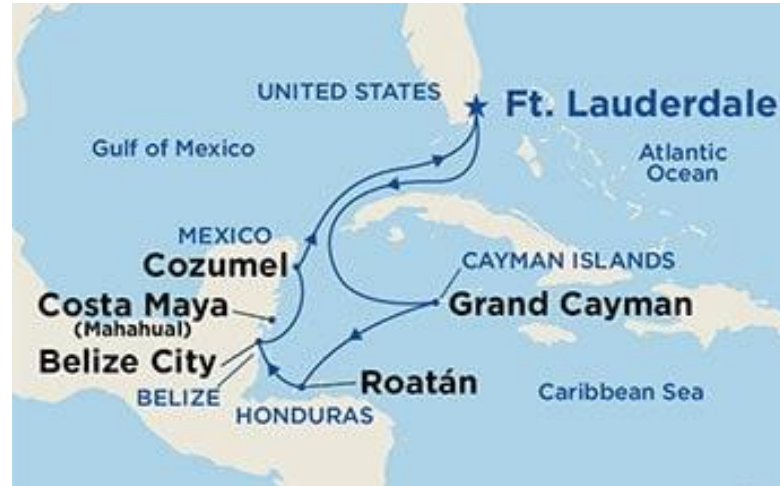 UNITED STATES
Ft. Lauderdale
Gulf of Mexico
Atlantic
Ocean
MEXICO
Cozumel
CAYMAN ISLANDS
Costa Maya
(Mahahual)
Grand Cayman
Belize City
BELIZE
Roatán
HONDURAS
Caribbean Sea